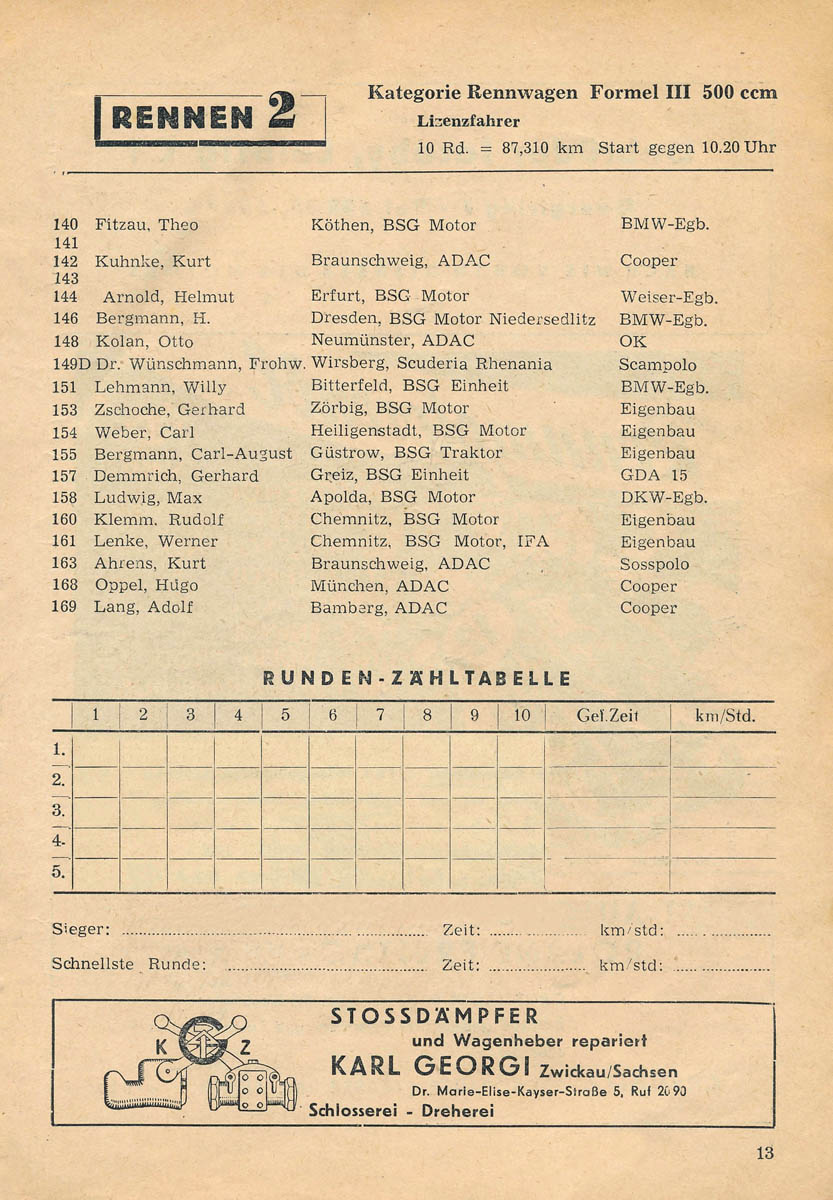 RENNEN 2
Kategorie Rennwagen Formel III 500 ccm
Lizenzfahrer
10 Rd. = 87,310 km Start gegen 10.20 Uhr
140 Fitzau, Theo Köthen, BSG Motor BMW-Egb.
141
142 Kuhnke, Kurt Braunschweig, ADAC Cooper
143
144 Arnold, Helmut Erfurt, BSG Motor Weiser-Egb.
146 Bergmann, H. Dresden, BSG Motor Niedersedlitz BMW-Egb.
148 Kolan, Otto Neumünster, ADAC OK
149D Dr. Wünschmann, Frohw. Wirsberg, Scuderia Rhenania Scampolo
151 Lehmann, Willy Bitterfeld, BSG Einheit BMW-Egb.
153 Zschoche, Gerhard Zörbig, BSG Motor Eigenbau
154 Weber, Carl Heiligenstadt, BSG Motor Eigenbau
155 Bergmann, Carl-August Güstrow, BSG Traktor Eigenbau
157 Demmrich, Gerhard Greiz, BSG Einheit GDA 15
158 Ludwig, Max Apolda, BSG Motor DKW-Egb.
160 Klemm, Rudolf Chemnitz, BSG Motor Eigenbau
161 Lenke, Werner Chemnitz, BSG Motor, IFA Eigenbau
163 Ahrens, Kurt Braunschweig, ADAC Sosspolo
168 Oppel, Hugo München, ADAC Cooper
169 Lang, Adolf Bamberg, ADAC Cooper
RUNDEN-ZÄHLTABELLE
1 2 3 4 5 6 7 8 9 10 Gef.Zeit km/Std.
1.
2.
3.
4.
5.
Sieger: Zeit: km/std:
Schnellste Runde: Zeit: km/std:
K G Z
STOSSDÄMPFER
und Wagenheber repariert
KARL GEORGI Zwickau/Sachsen
Dr. Marie-Elise-Kayser-Straße 5, Ruf 2090
Schlosserei - Dreherei
13